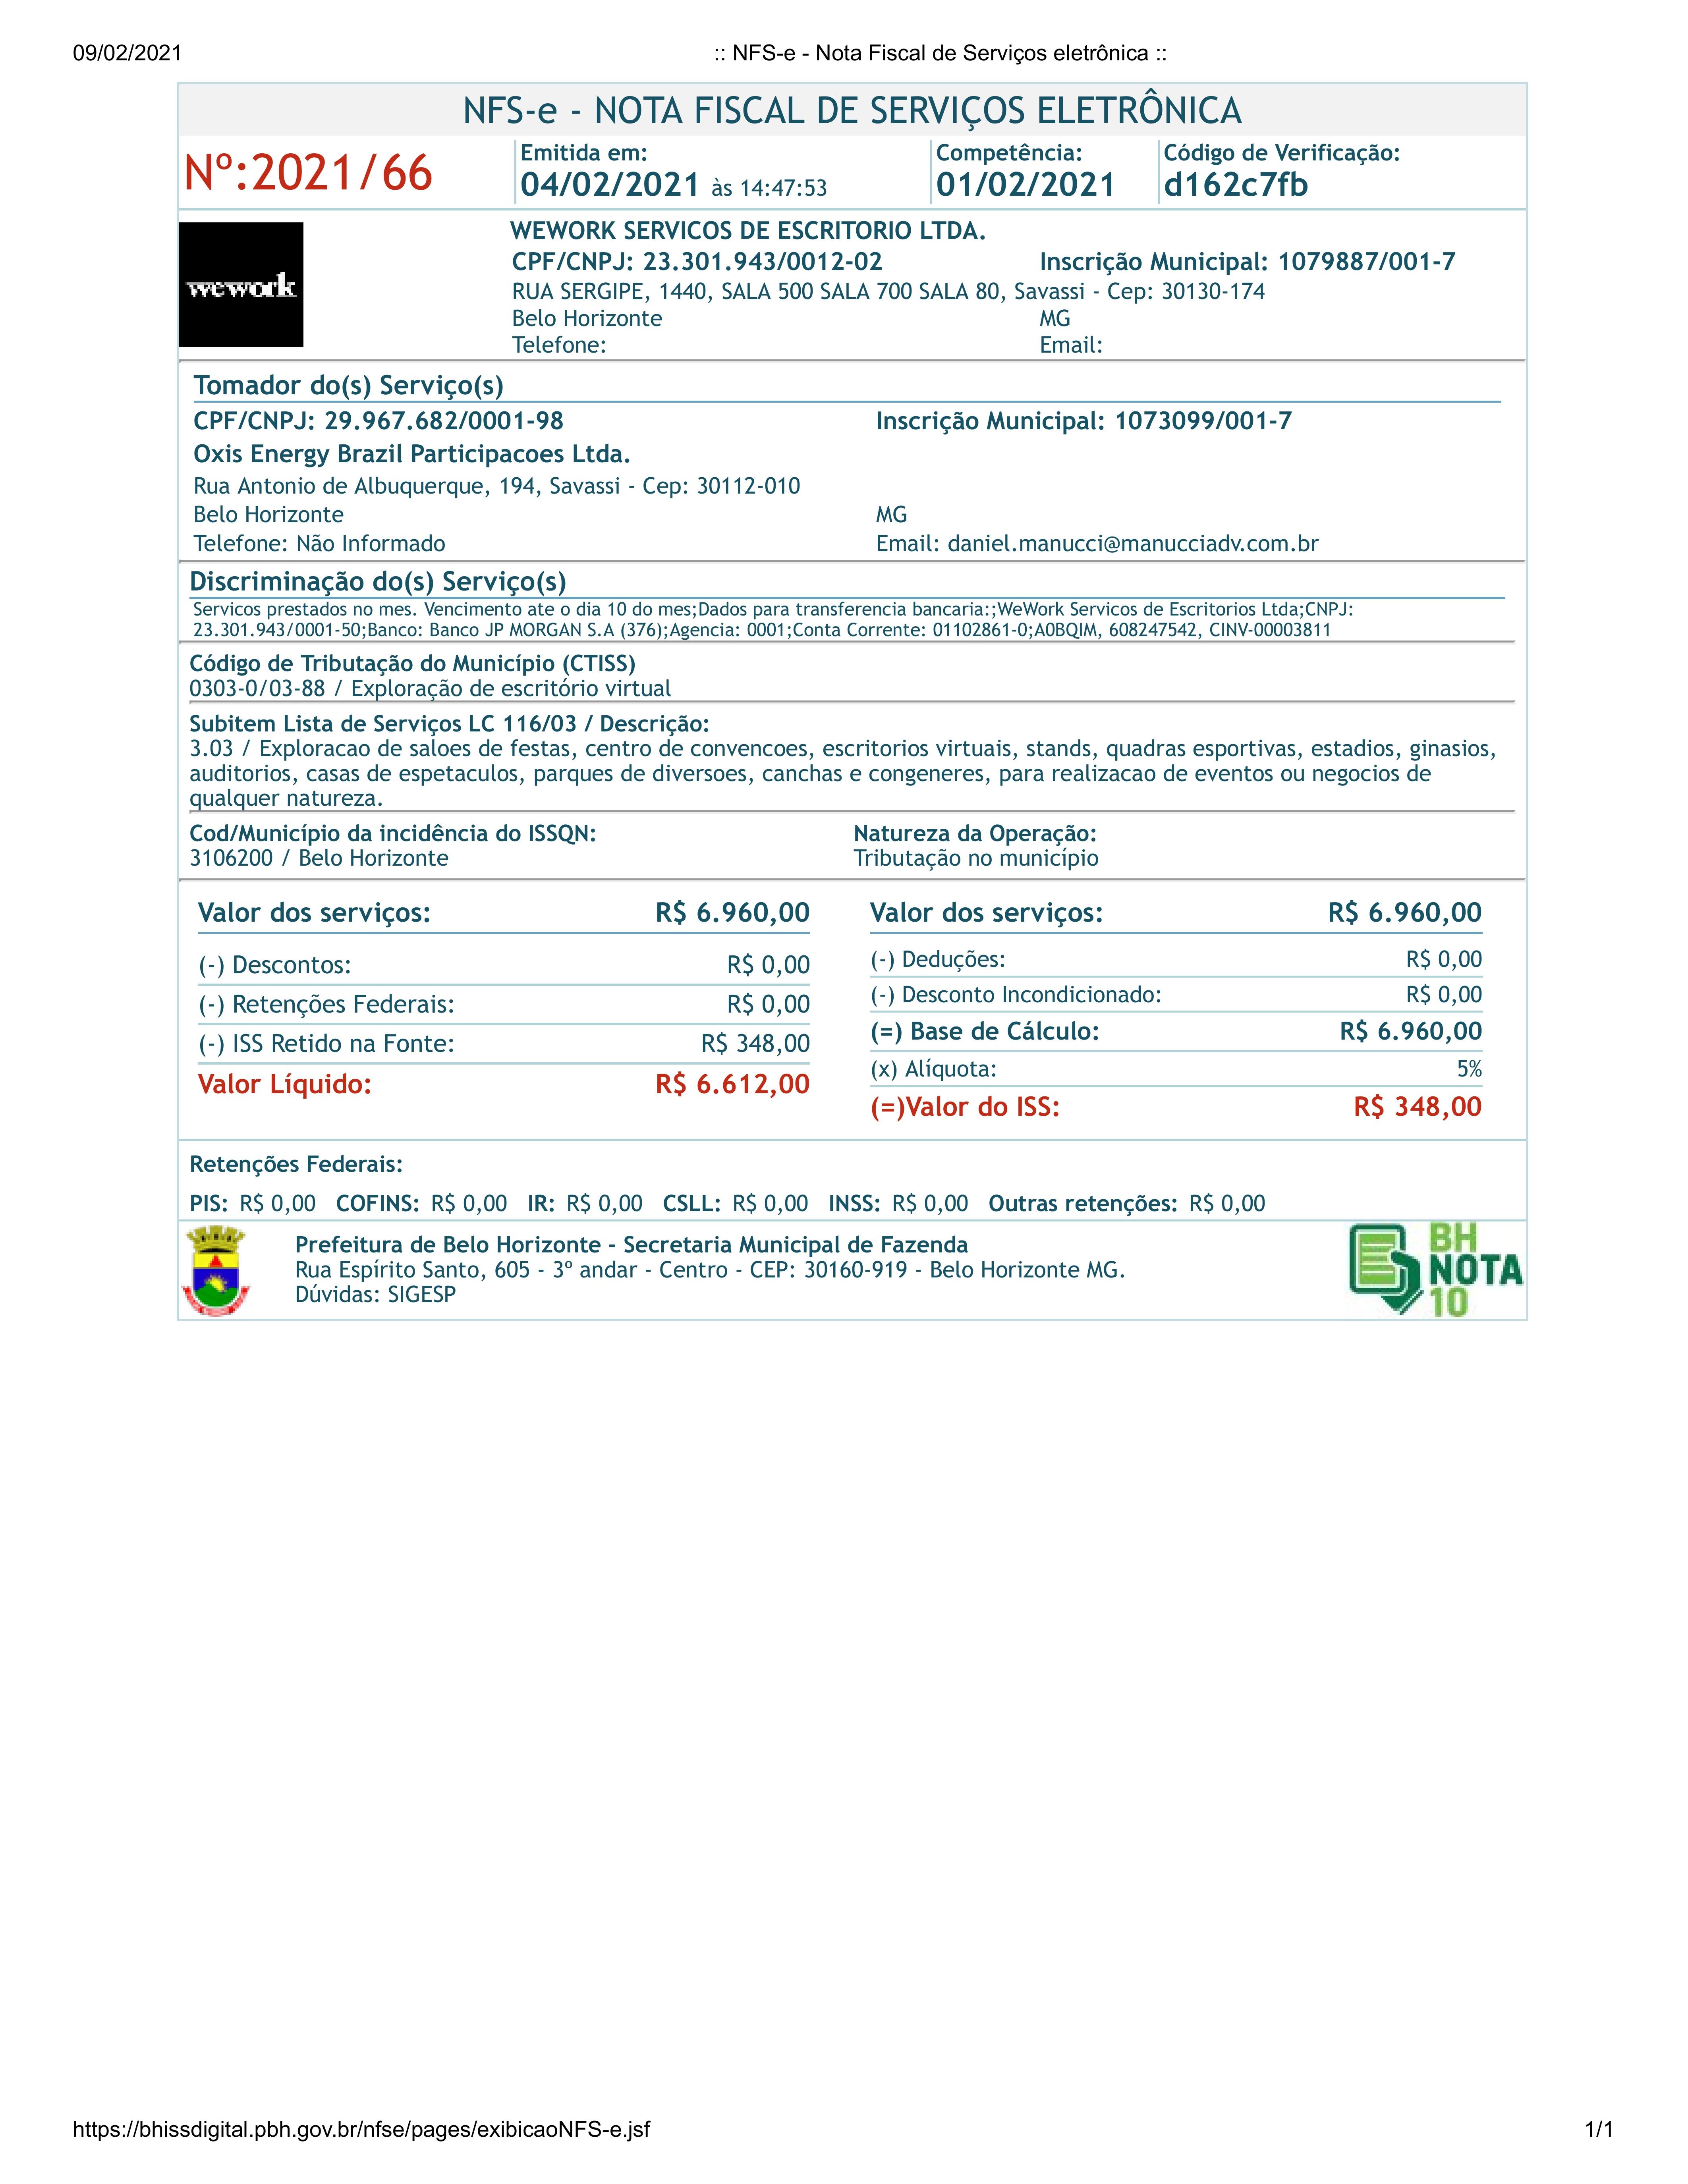 09/02/2021 :: NFS-e - Nota Fiscal de Serviços eletrônica ::
NFS-e - NOTA FISCAL DE SERVIÇOS ELETRÔNICA
Nº:2021/66
Emitida em:
04/02/2021 às 14:47:53
Competência:
01/02/2021
Código de Verificação:
d162c7fb
wework
WEWORK SERVICOS DE ESCRITORIO LTDA.
CPF/CNPJ: 23.301.943/0012-02 Inscrição Municipal: 1079887/001-7
RUA SERGIPE, 1440, SALA 500 SALA 700 SALA 80, Savassi - Cep: 30130-174
Belo Horizonte MG
Telefone: Email:
Tomador do(s) Serviço(s)
CPF/CNPJ: 29.967.682/0001-98 Inscrição Municipal: 1073099/001-7
Oxis Energy Brazil Participacoes Ltda.
Rua Antonio de Albuquerque, 194, Savassi - Cep: 30112-010
Belo Horizonte MG
Telefone: Não Informado Email: daniel.manucci@manucciadv.com.br
Discriminação do(s) Serviço(s)
Servicos prestados no mes. Vencimento ate o dia 10 do mes;Dados para transferencia bancaria:;WeWork Servicos de Escritorios Ltda;CNPJ:
23.301.943/0001-50;Banco: Banco JP MORGAN S.A (376);Agencia: 0001;Conta Corrente: 01102861-0;A0BQIM, 608247542, CINV-00003811
Código de Tributação do Município (CTISS)
0303-0/03-88 / Exploração de escritório virtual
Subitem Lista de Serviços LC 116/03 / Descrição:
3.03 / Exploracao de saloes de festas, centro de convencoes, escritorios virtuais, stands, quadras esportivas, estadios, ginasios,
auditorios, casas de espetaculos, parques de diversoes, canchas e congeneres, para realizacao de eventos ou negocios de
qualquer natureza.
Cod/Município da incidência do ISSQN: Natureza da Operação:
3106200 / Belo Horizonte Tributação no município
Valor dos serviços: R$ 6.960,00
(-) Descontos: R$ 0,00
(-) Retenções Federais: R$ 0,00
(-) ISS Retido na Fonte: R$ 348,00
Valor Líquido: R$ 6.612,00
Valor dos serviços: R$ 6.960,00
(-) Deduções: R$ 0,00
(-) Desconto Incondicionado: R$ 0,00
(=) Base de Cálculo: R$ 6.960,00
(x) Alíquota: 5%
(=)Valor do ISS: R$ 348,00
Retenções Federais:
PIS: R$ 0,00 COFINS: R$ 0,00 IR: R$ 0,00 CSLL: R$ 0,00 INSS: R$ 0,00 Outras retenções: R$ 0,00
Prefeitura de Belo Horizonte - Secretaria Municipal de Fazenda
Rua Espírito Santo, 605 - 3º andar - Centro - CEP: 30160-919 - Belo Horizonte MG.
Dúvidas: SIGESP
BH
NOTA
10
https://bhissdigital.pbh.gov.br/nfse/pages/exibicaoNFS-e.jsf 1/1